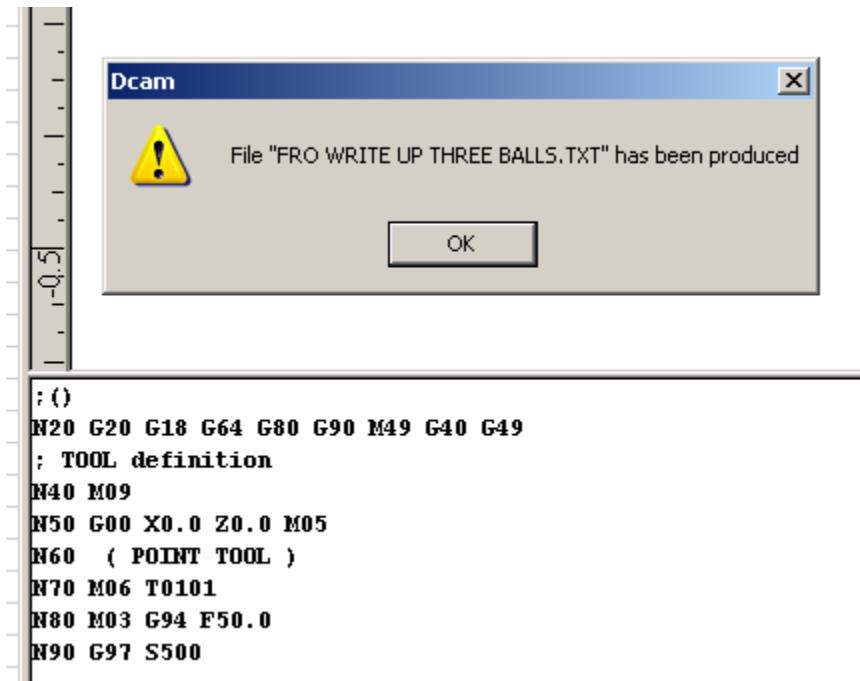 Dcam
File "FRO WRITE UP THREE BALLS.TXT" has been produced
OK
-0.5
;()
N20 G20 G18 G64 G80 G90 M49 G40 G49
; TOOL definition
N40 M09
N50 G00 X0.0 Z0.0 M05
N60  ( POINT TOOL )
N70 M06 T0101
N80 M03 G94 F50.0
N90 G97 S500